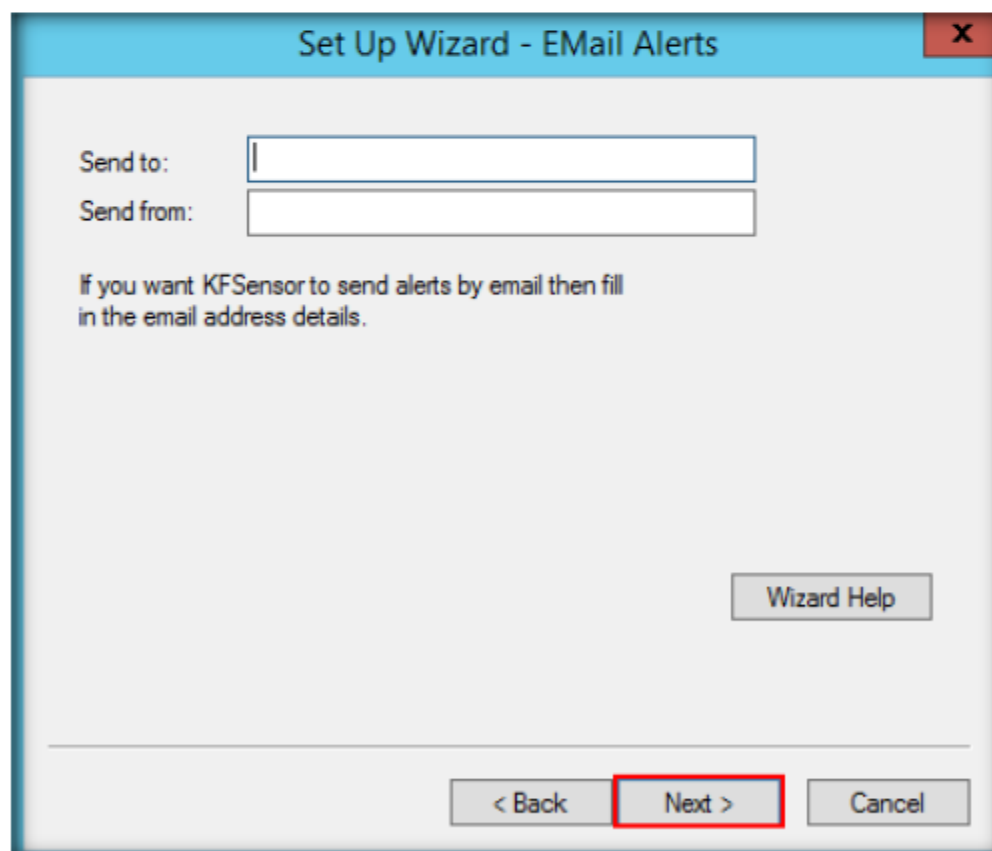 Set Up Wizard - EMail Alerts
x
Send to:
Send from:
If you want KFSensor to send alerts by email then fill
in the email address details.
Wizard Help
< Back Next > Cancel